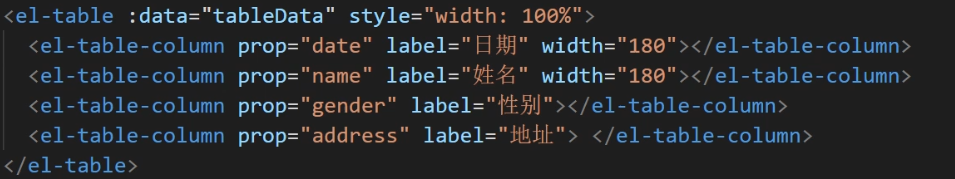 <el-table :data="tableData" style="width: 100%">
<el-table-column prop="date" label="日期" width="180"></el-table-column>
<el-table-column prop="name" label="姓名" width="180"></el-table-column>
<el-table-column prop="gender" label="性别"></el-table-column>
<el-table-column prop="address" label="地址"> </el-table-column>
</el-table>